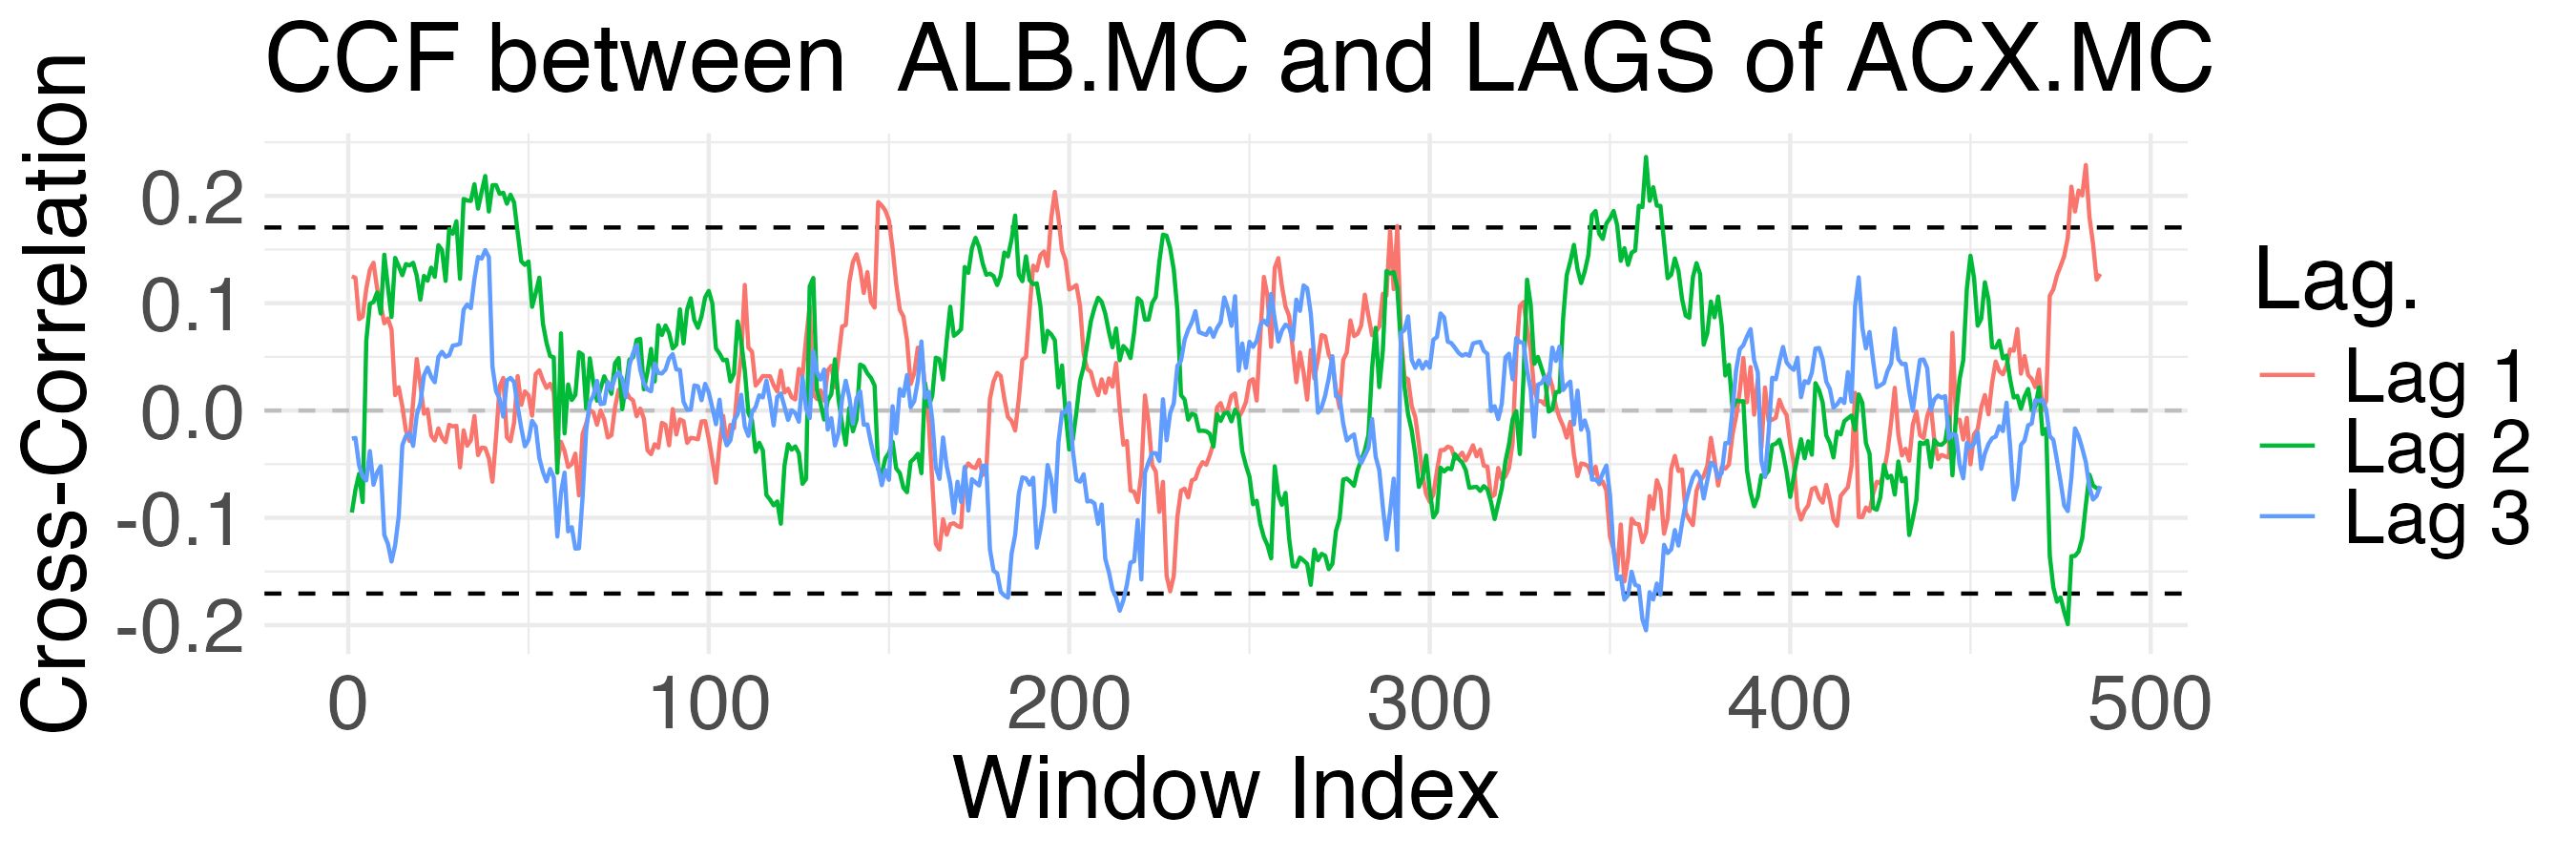 CCF between  ALB.MC and LAGS of ACX.MC
Cross-Correlation
0.2
0.1
0.0
-0.1
-0.2
0 100 200 300 400 500
Window Index
Lag.
Lag 1
Lag 2
Lag 3